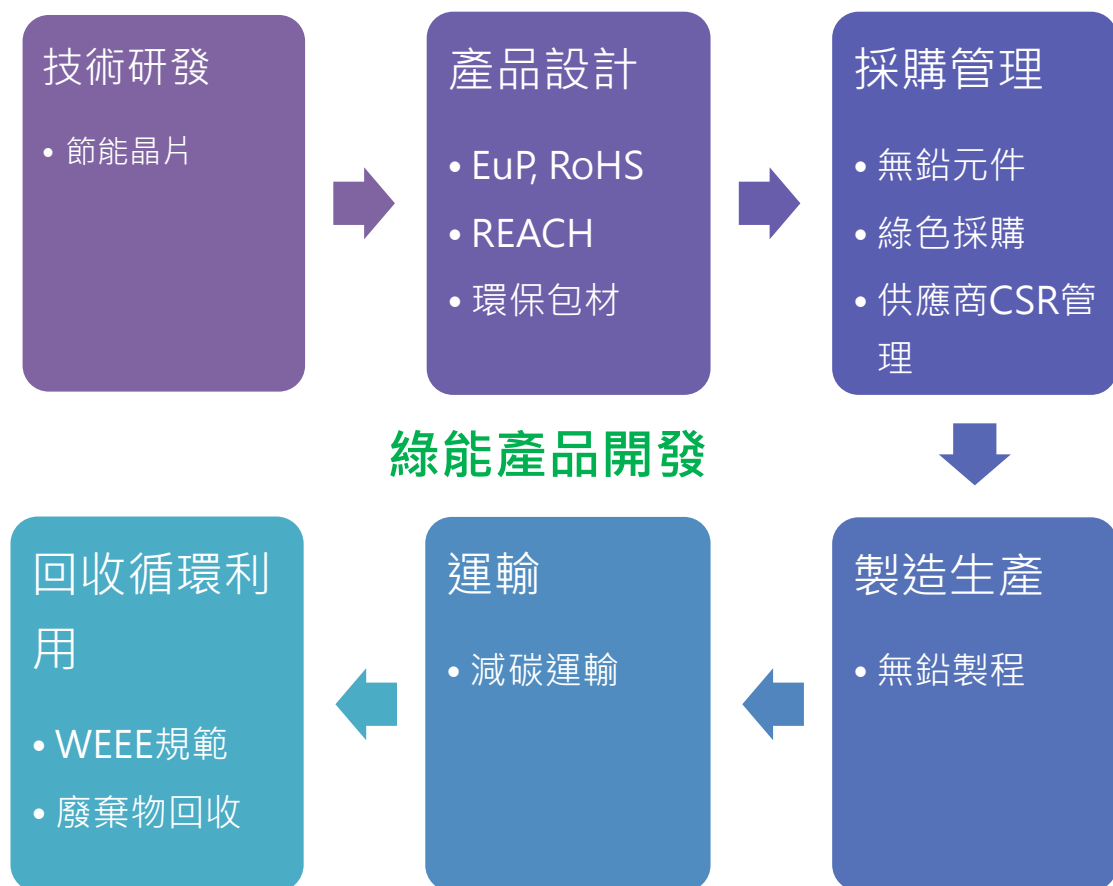 技術研發
• 節能晶片
產品設計
• EuP, RoHS
• REACH
• 環保包材
採購管理
• 無鉛元件
• 綠色採購
• 供應商CSR管
理
綠能產品開發
製造生產
• 無鉛製程
運輸
• 減碳運輸
回收循環利
用
• WEEE規範
• 廢棄物回收